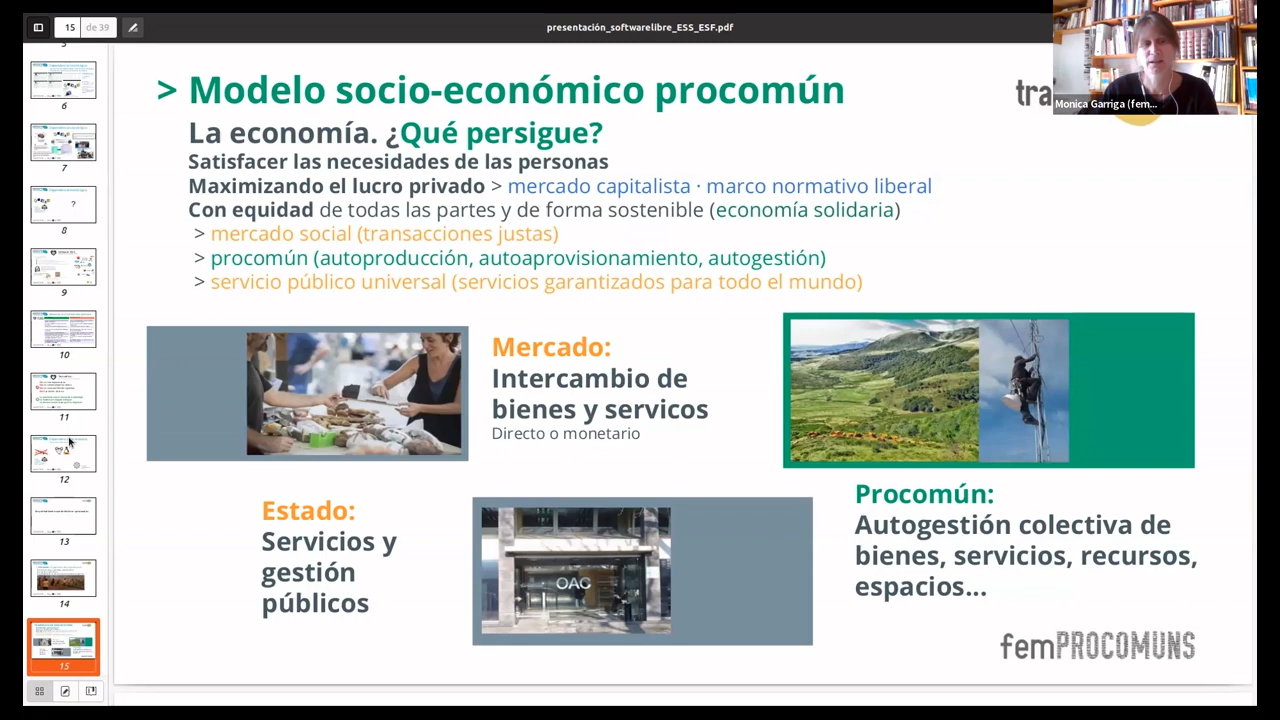 15 de 39
presentación_softwarelibre_ESS_ESF.pdf
Monica Garriga (fem...
> Modelo socio-económico procomún
tra
La economía. ¿Qué persigue?
Satisfacer las necesidades de las personas
Maximizando el lucro privado > mercado capitalista · marco normativo liberal
Con equidad de todas las partes y de forma sostenible (economía solidaria)
> mercado social (transacciones justas)
> procomún (autoproducción, autoaprovisionamiento, autogestión)
> servicio público universal (servicios garantizados para todo el mundo)
Mercado:
Intercambio de
bienes y servicos
Directo o monetario
Estado:
Servicios y
gestión
públicos
OAC
Procomún:
Autogestión colectiva de
bienes, servicios, recursos,
espacios...
femPROCOMUNS
6
7
?
8
9
10
11
12
13
14
15